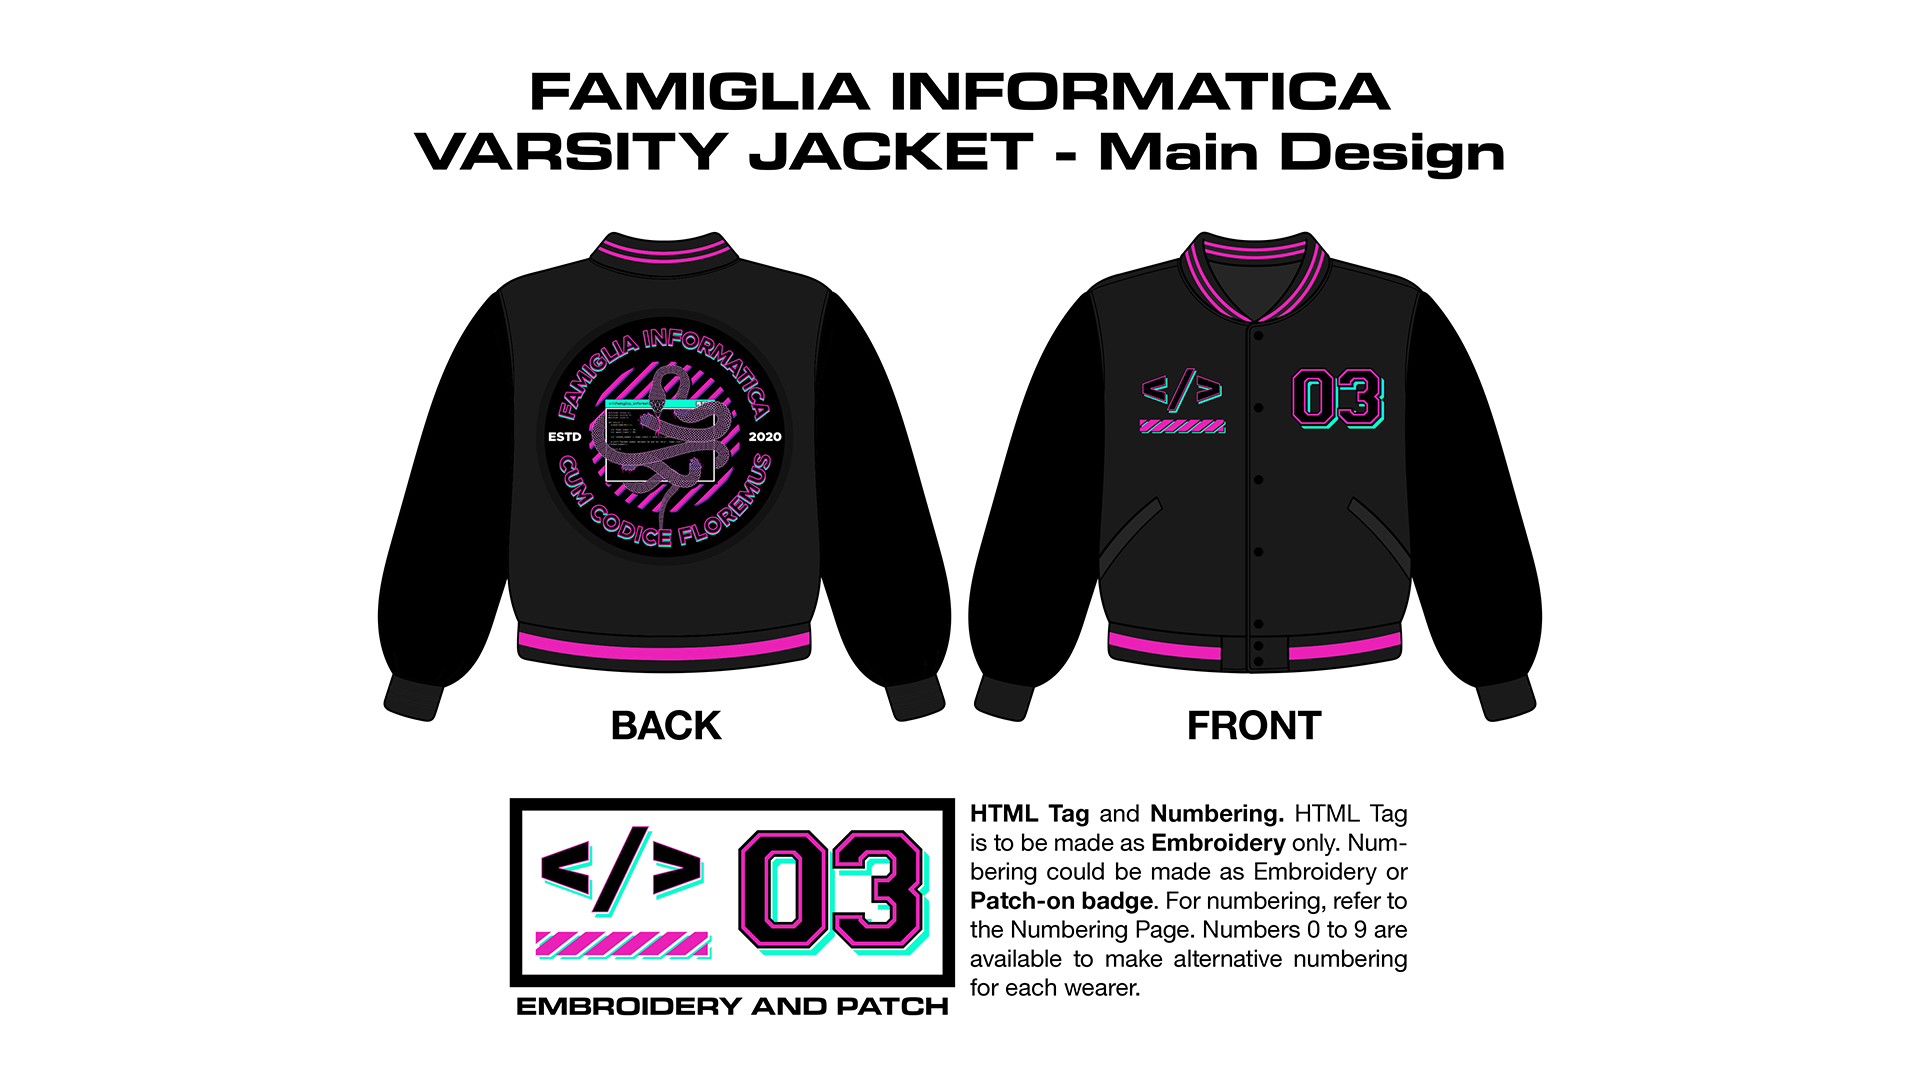 FAMIGLIA INFORMATICA
VARSITY JACKET - Main Design
FAMIGLIA INFORMATICA
ESTD
2020
CUM CODICE FLOREMUS
</>
03
BACK
FRONT
</>
03
EMBROIDERY AND PATCH
HTML Tag and Numbering. HTML Tag
is to be made as Embroidery only. Num-
bering could be made as Embroidery or
Patch-on badge. For numbering, refer to
the Numbering Page. Numbers 0 to 9 are
available to make alternative numbering
for each wearer.